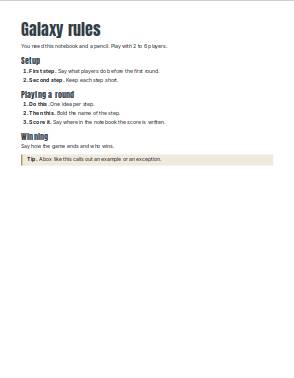 Galaxy rules
You need this notebook and a pencil. Play with 2 to 6 players.
Setup
1. First step. Say what players do before the first round.
2. Second step. Keep each step short.
Playing a round
1. Do this. One idea per step.
2. Then this. Bold the name of the step.
3. Score it. Say where in the notebook the score is written.
Winning
Say how the game ends and who wins.
Tip. A box like this calls out an example or an exception.